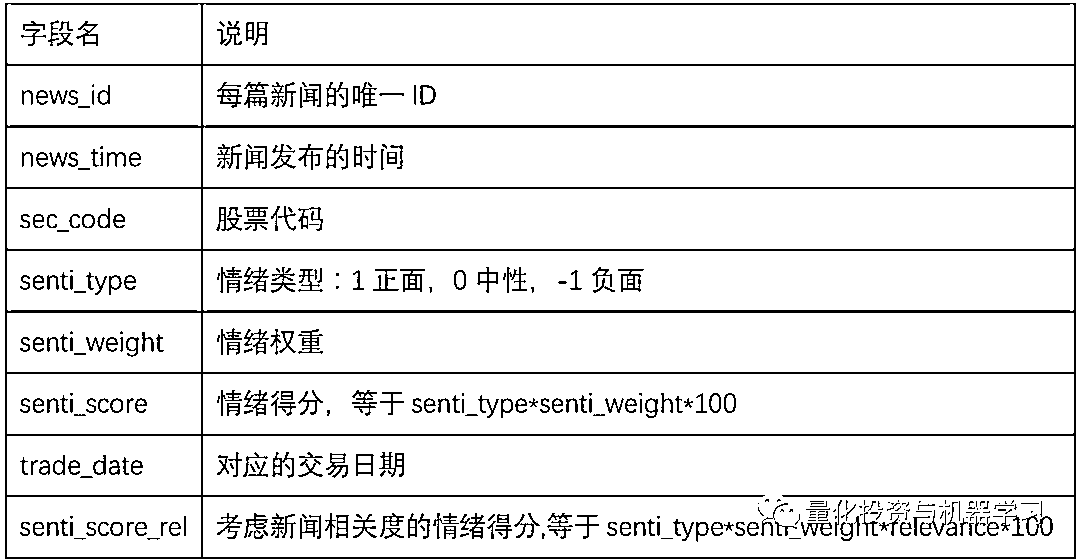 字段名 说明
news_id 每篇新闻的唯一 ID
news_time 新闻发布的时间
sec_code 股票代码
senti_type 情绪类型：1 正面，0 中性，-1 负面
senti_weight 情绪权重
senti_score 情绪得分，等于 senti_type*senti_weight*100
trade_date 对应的交易日期
senti_score_rel 考虑新闻相关度的情绪得分,等于 senti_type*senti_weight*relevance*100
量化投资与机器学习